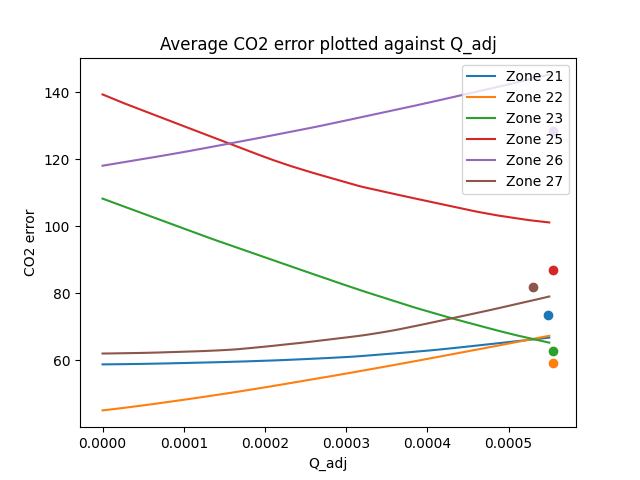 Average CO2 error plotted against Q_adj
CO2 error
140
120
100
80
60
Zone 21
Zone 22
Zone 23
Zone 25
Zone 26
Zone 27
0.0000 0.0001 0.0002 0.0003 0.0004 0.0005
Q_adj